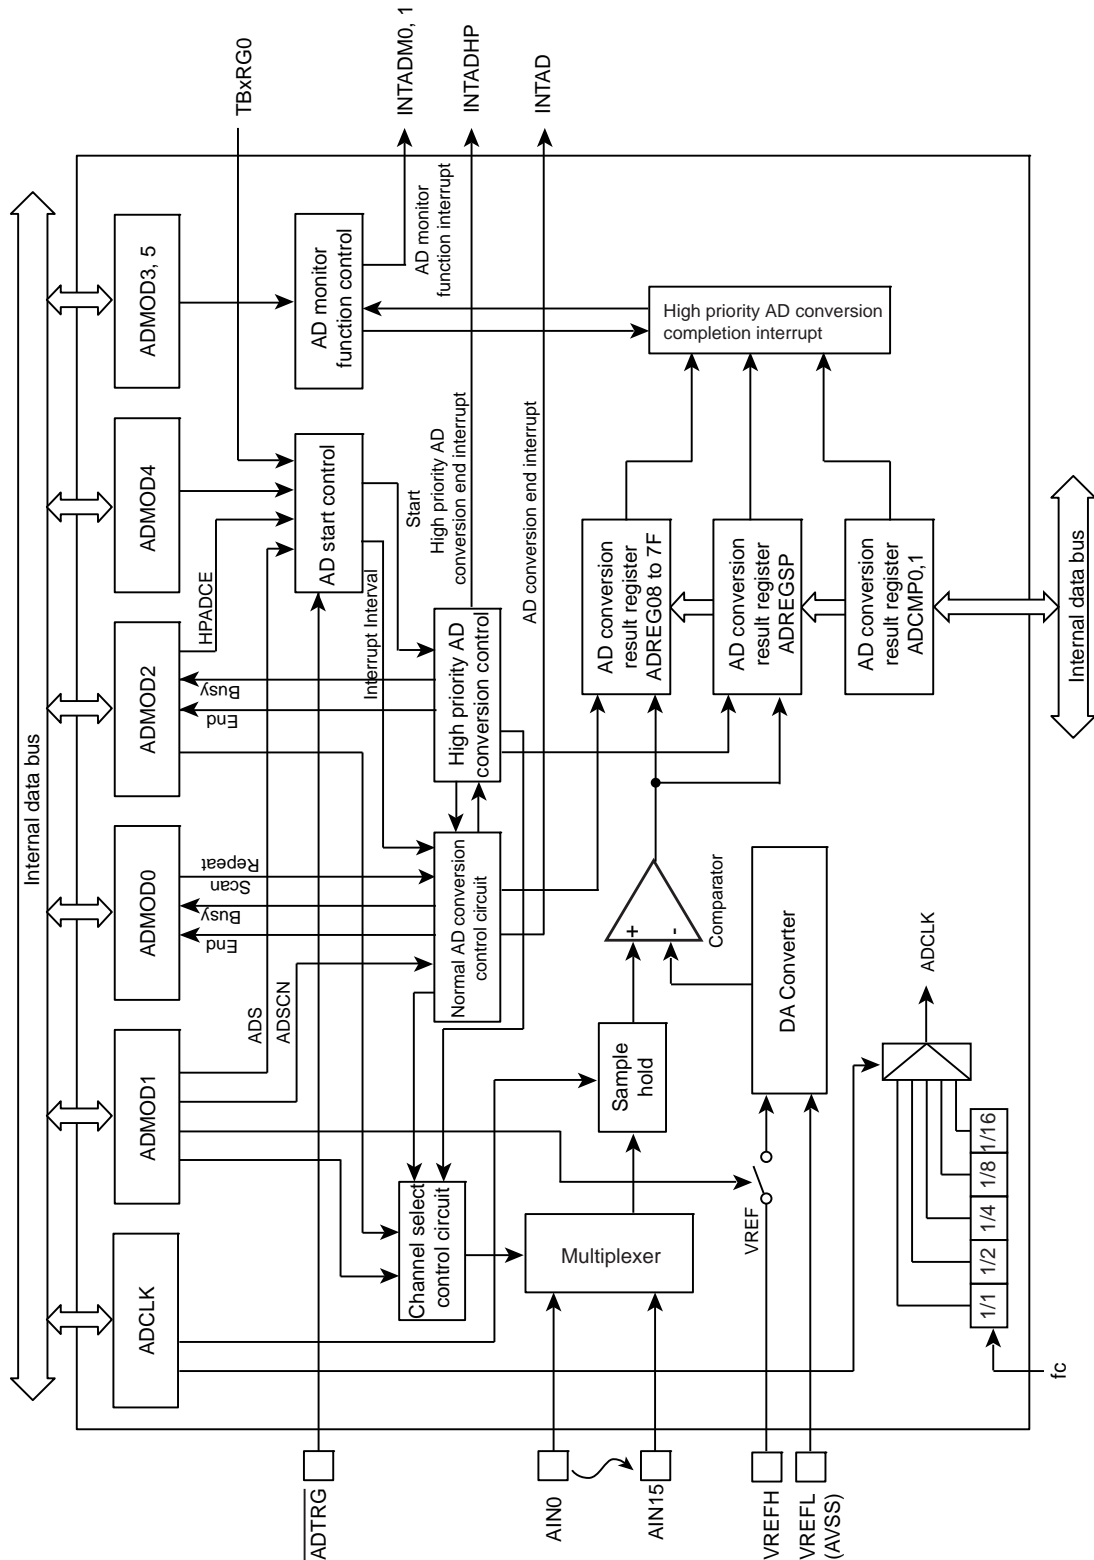 Internal data bus
ADCLK
ADMOD1
ADMOD0
ADMOD2
ADMOD4
ADMOD3, 5
ADS
ADSCN
End
Busy
Scan
Repeat
End
Busy
HPADCE
TBxRG0
ADTRG
AD start control
AD monitor
function control
INTADM0, 1
AD monitor
function interrupt
Interrupt Interval
Start
High priority AD
conversion end interrupt
INTADHP
AD conversion end interrupt
INTAD
Channel select
control circuit
Normal AD conversion
control circuit
High priority AD
conversion control
AIN0
AIN15
Multiplexer
Sample
hold
+
-
Comparator
AD conversion
result register
ADREG08 to 7F
AD conversion
result register
ADREGSP
AD conversion
result register
ADCMP0,1
High priority AD conversion
completion interrupt
VREFH
VREFL
(AVSS)
VREF
DA Converter
ADCLK
1/1
1/2
1/4
1/8
1/16
fc
Internal data bus